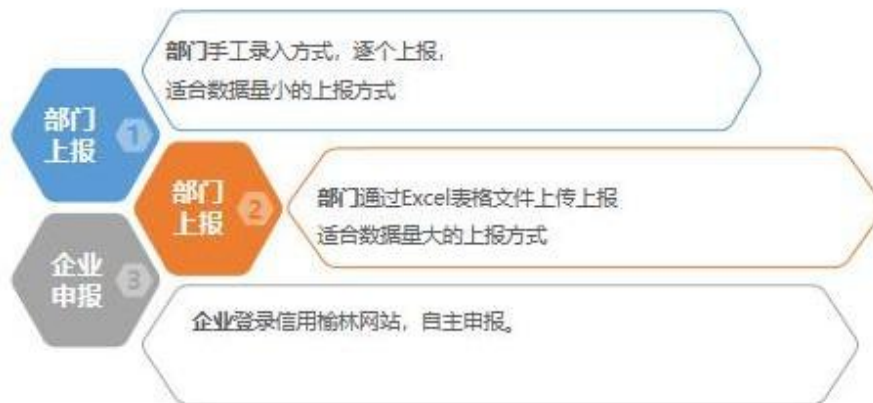 部门手工录入方式，逐个上报，
适合数据量小的上报方式
部门
上报
1
部门
上报
2
部门通过Excel表格文件上传上报
适合数据量大的上报方式
企业
申报
3
企业登录信用榆林网站，自主申报。